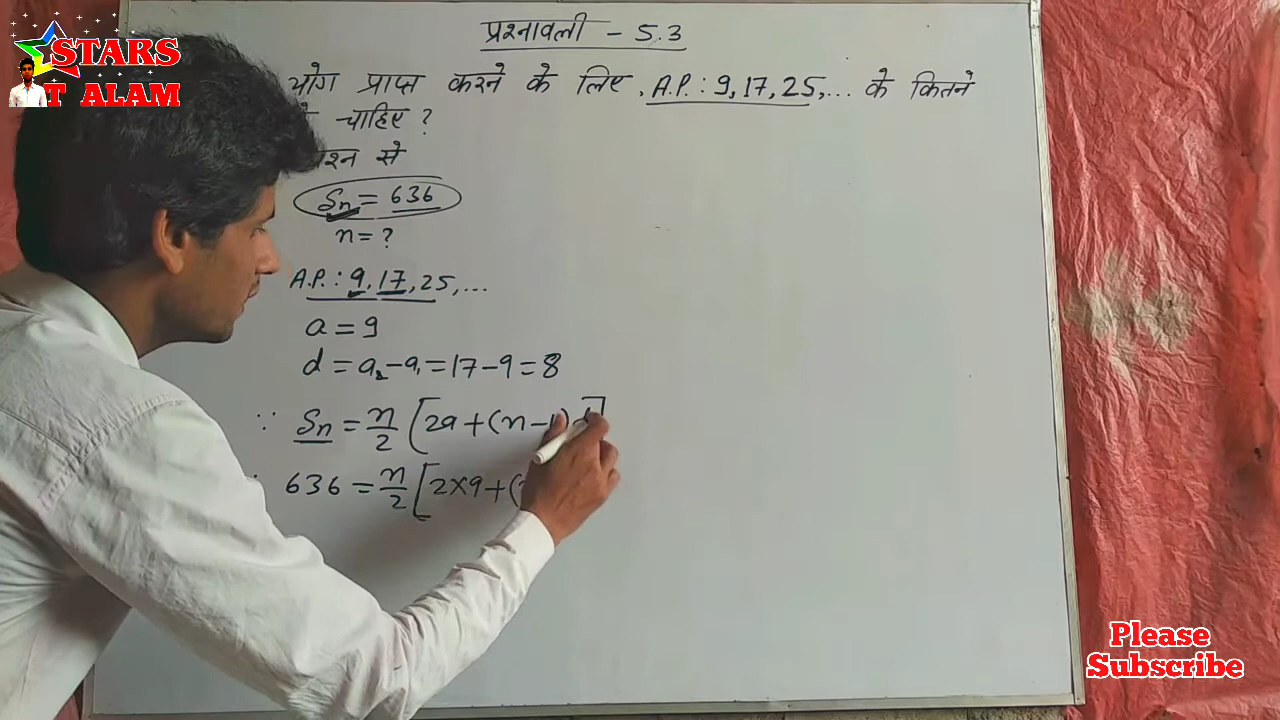 STARS
T ALAM
प्रश्नावली - 5.3
योग प्राप्त करने के लिए, A.P.: 9, 17, 25, ... के कितने
चाहिए ?
से
Sn = 636
n = ?
A.P.: 9, 17, 25, ...
a = 9
d = a₂ - a₁ = 17 - 9 = 8
∵ Sn = n/2 [2a + (n - 1)
636 = n/2 [2×9 + (
Please
Subscribe